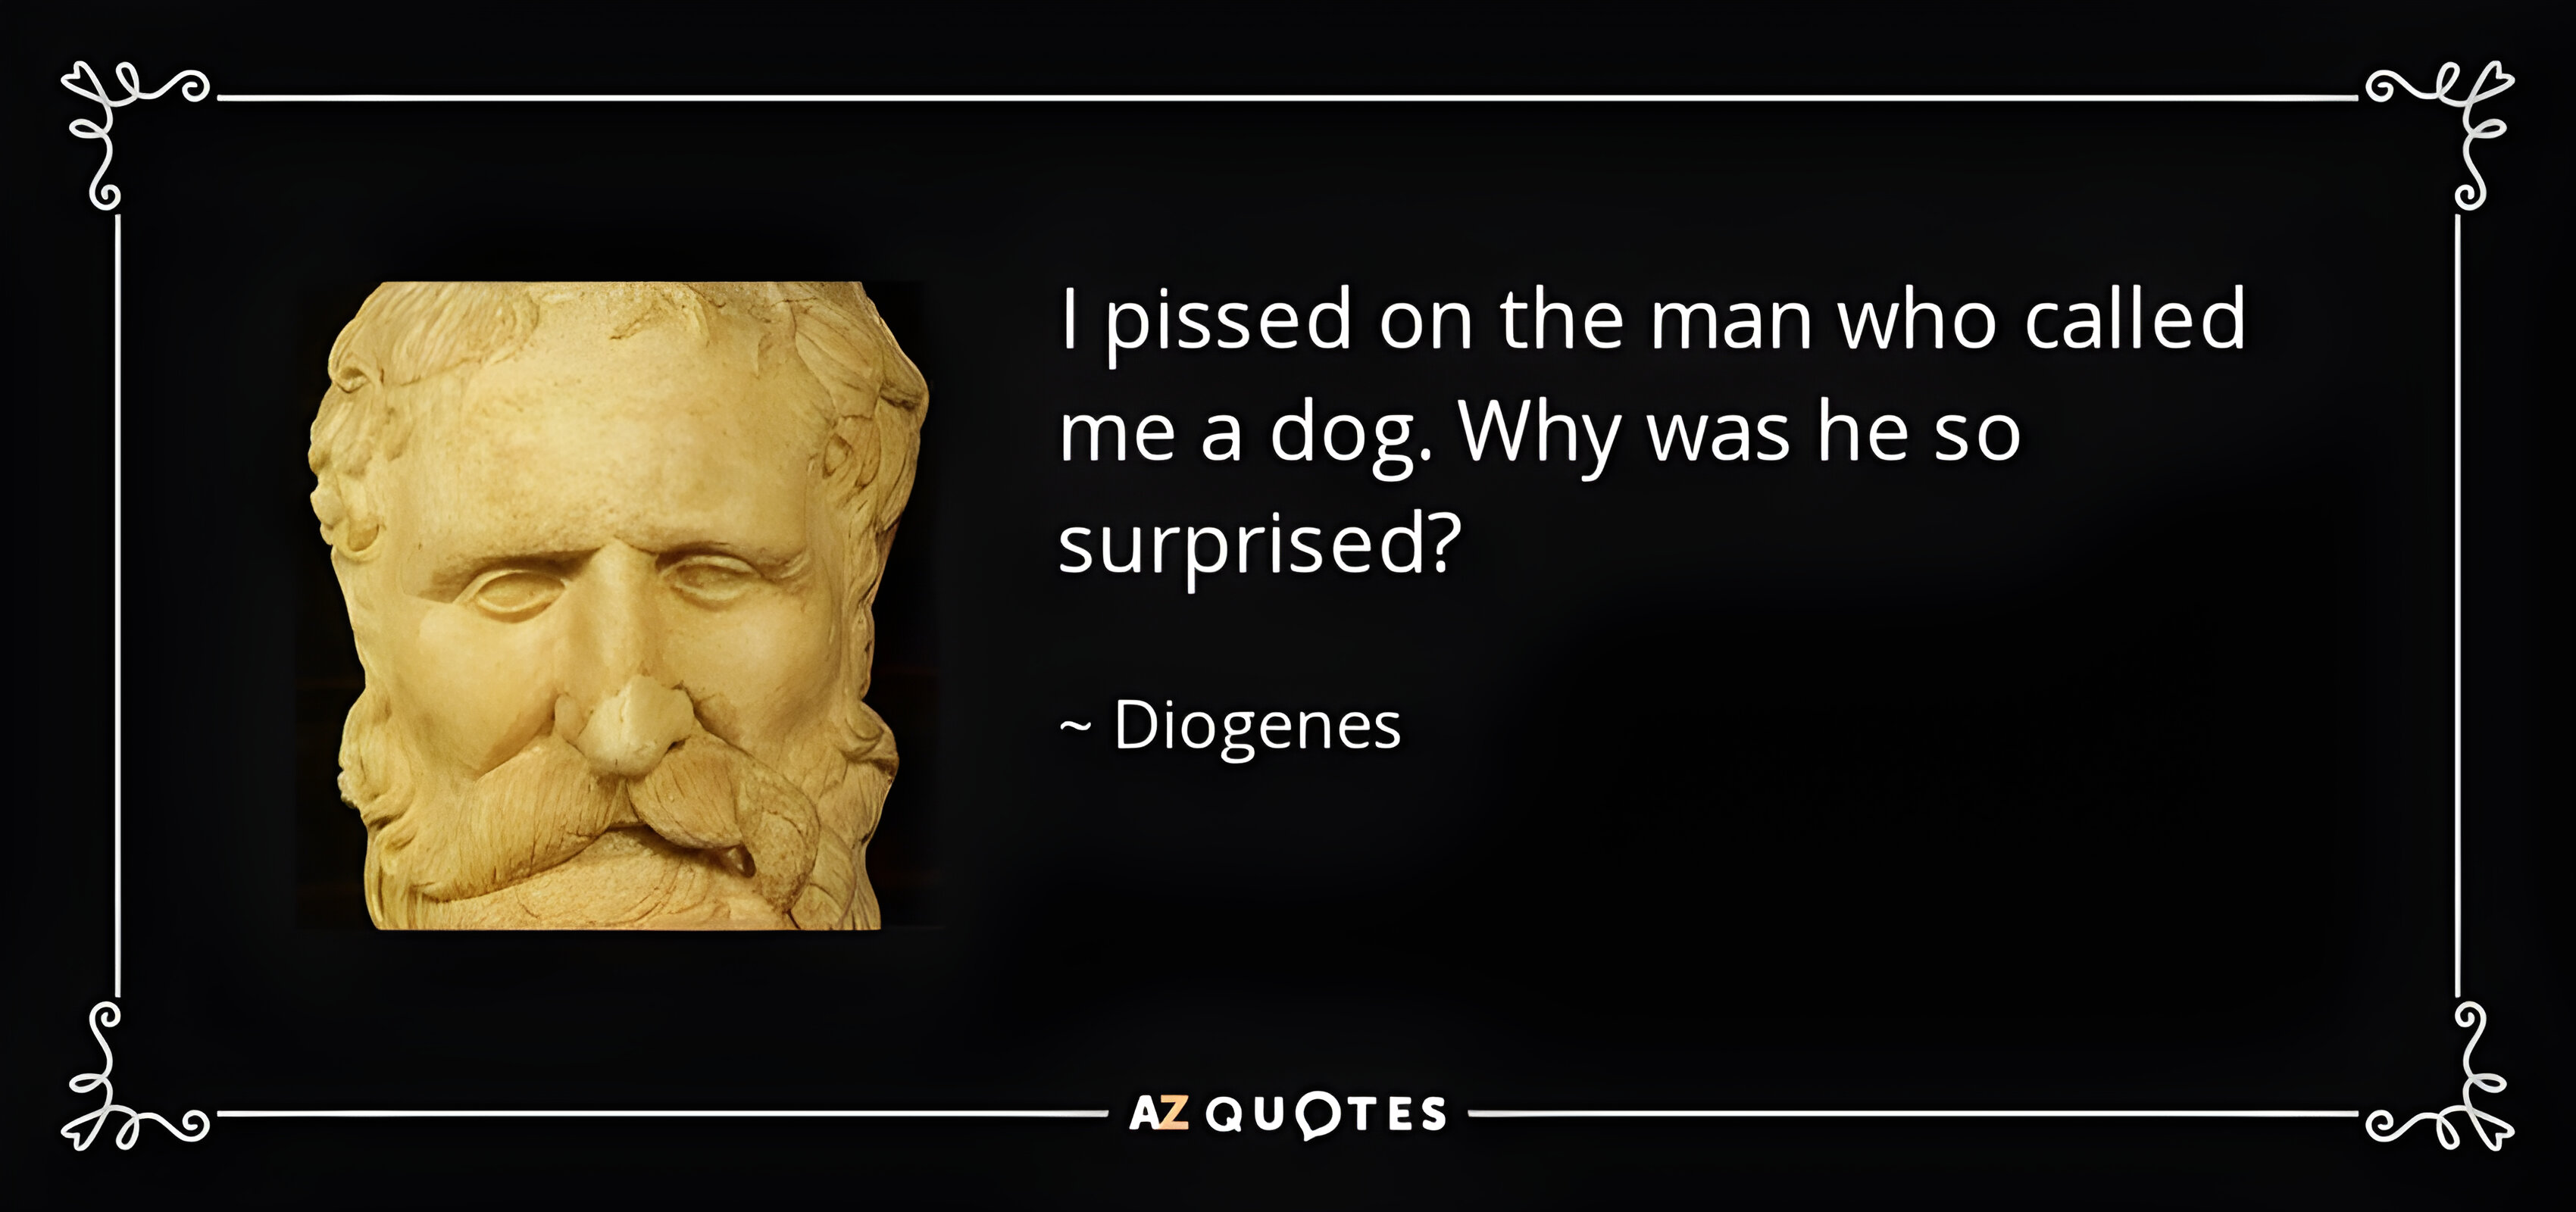 I pissed on the man who called
me a dog. Why was he so
surprised?
~ Diogenes
AZ QUOTES